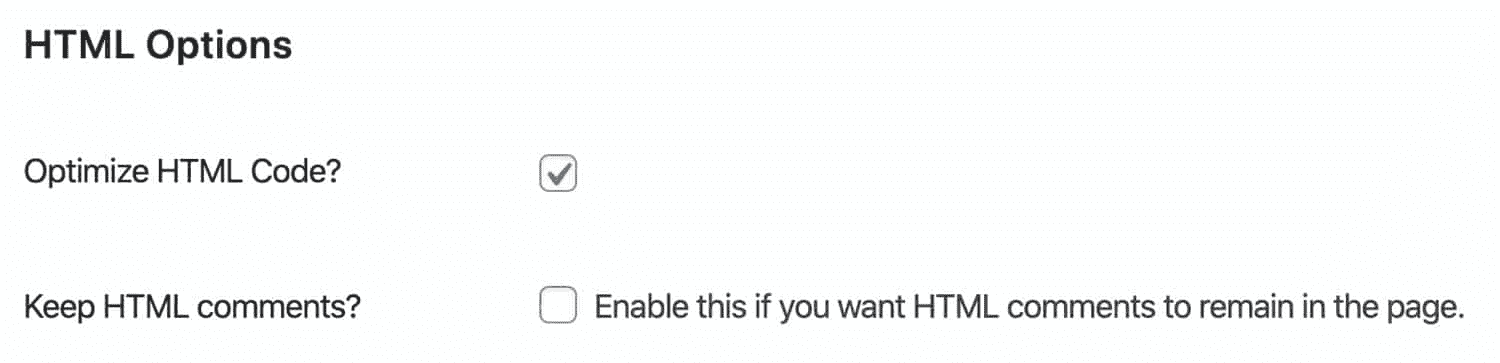 HTML Options
Optimize HTML Code?
Keep HTML comments? Enable this if you want HTML comments to remain in the page.